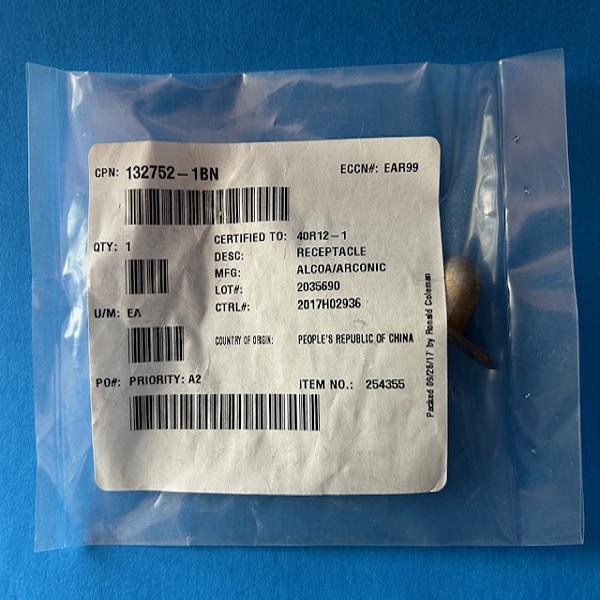 CPN: 132752-1BN ECCN#: EAR99
QTY: 1 CERTIFIED TO: 40R12-1
DESC: RECEPTACLE
MFG: ALCOA/ARCONIC
LOT#: 2035690
U/M: EA CTRL#: 2017H02936
COUNTRY OF ORIGIN: PEOPLE'S REPUBLIC OF CHINA
PO#: PRIORITY: A2 ITEM NO.: 254355
Packed 09/26/17 by Ronald Coleman